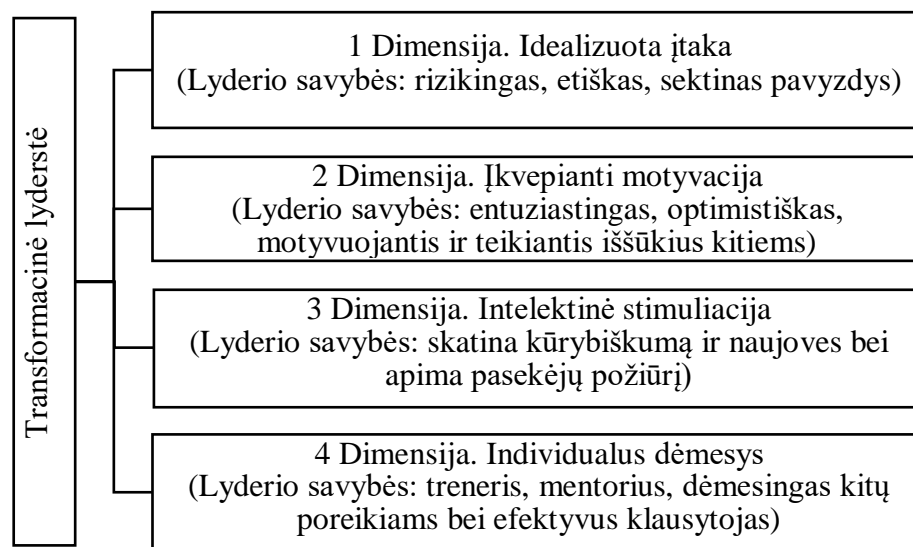 Transformacinė lyderstė
1 Dimensija. Idealizuota įtaka
(Lyderio savybės: rizikingas, etiškas, sektinas pavyzdys)
2 Dimensija. Įkvepianti motyvacija
(Lyderio savybės: entuziastingas, optimistiškas,
motyvuojantis ir teikiantis iššūkius kitiems)
3 Dimensija. Intelektinė stimuliacija
(Lyderio savybės: skatina kūrybiškumą ir naujoves bei
apima pasekėjų požiūrį)
4 Dimensija. Individualus dėmesys
(Lyderio savybės: treneris, mentorius, dėmesingas kitų
poreikiams bei efektyvus klausytojas)